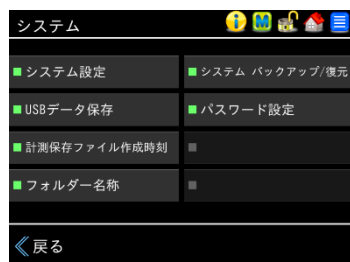 システム
システム設定
システム バックアップ/復元
USBデータ保存
パスワード設定
計測保存ファイル作成時刻
フォルダー名称
戻る